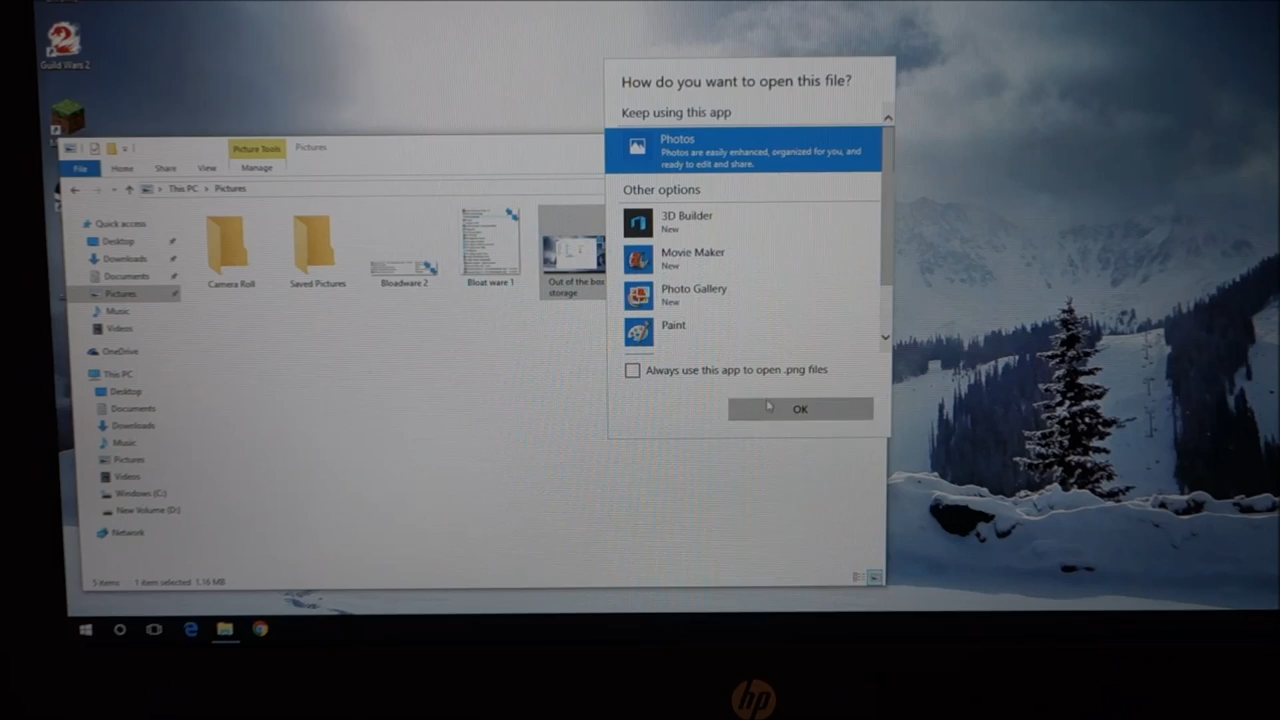 Guild Wars 2
How do you want to open this file?
Keep using this app
Photos
Photos are easily enhanced, organized for you, and
ready to edit and share.
Other options
3D Builder
New
Movie Maker
New
Photo Gallery
New
Paint
Always use this app to open .png files
OK
Picture Tools
Pictures
File
Home
Share
View
Manage
This PC > Pictures
Quick access
Desktop
Downloads
Documents
Pictures
Music
Videos
OneDrive
This PC
Desktop
Documents
Downloads
Music
Pictures
Videos
Windows (C:)
New Volume (D:)
Network
Camera Roll
Saved Pictures
Bloadware 2
Bloat ware 1
Out of the box
storage
5 items
1 item selected 1.16 MB
hp